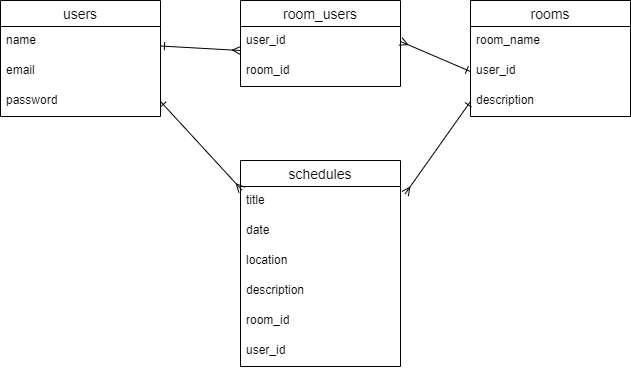 users
name
email
password
room_users
user_id
room_id
rooms
room_name
user_id
description
schedules
title
date
location
description
room_id
user_id